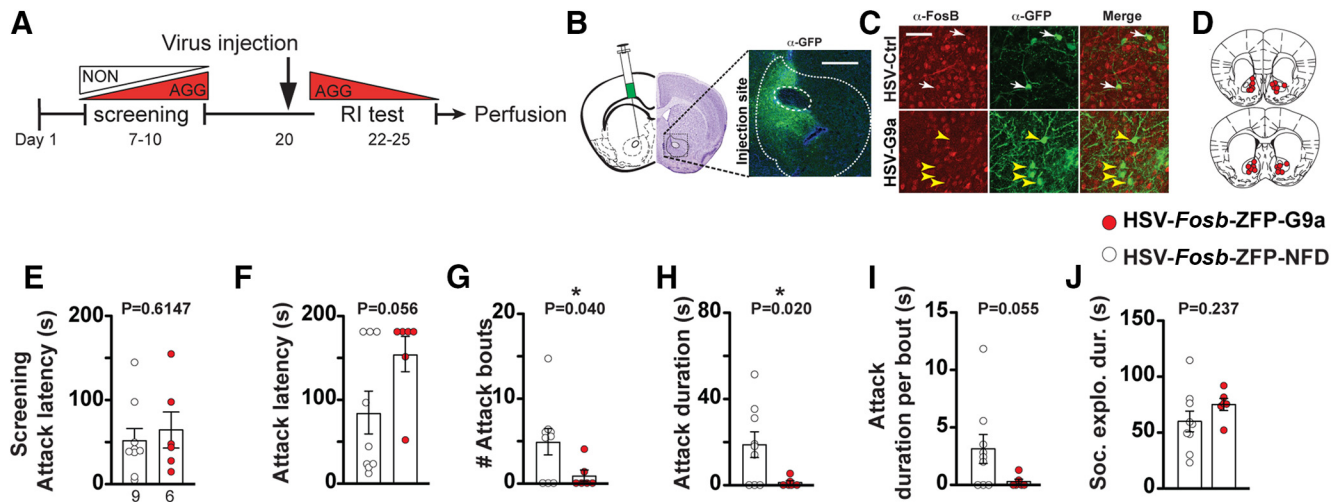 A
Virus injection
NON
AGG
AGG
screening
RI test
Perfusion
Day 1
7-10
20
22-25
B
α-GFP
Injection site
C
α-FosB
α-GFP
Merge
HSV-Ctrl
HSV-G9a
D
HSV-Fosb-ZFP-G9a
HSV-Fosb-ZFP-NFD
E
P=0.6147
Screening
Attack latency (s)
200
100
0
9
6
F
P=0.056
Attack latency (s)
200
100
0
G
*
P=0.040
# Attack bouts
20
10
0
H
*
P=0.020
Attack duration (s)
80
40
0
I
P=0.055
Attack
duration per bout (s)
15
10
5
0
J
P=0.237
Soc. explo. dur. (s)
150
100
50
0